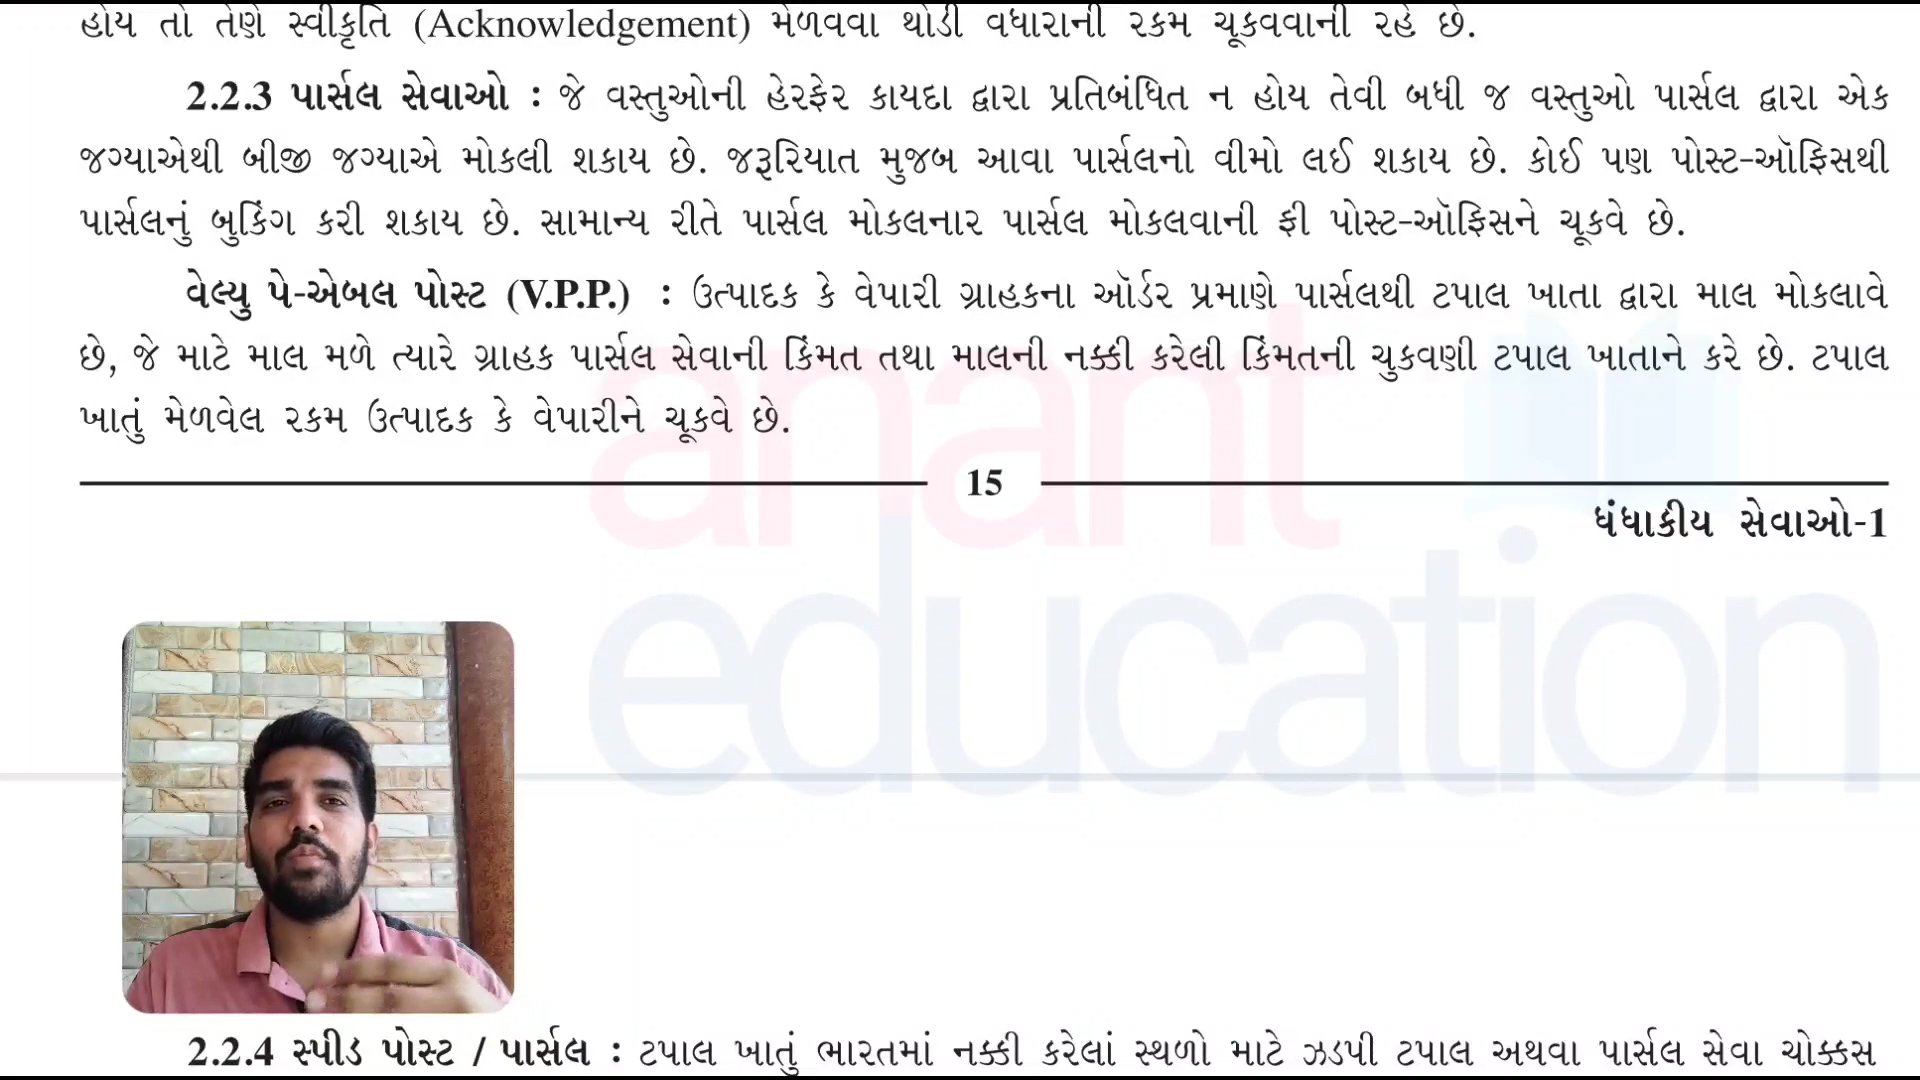 હોય તો તેણે સ્વીકૃતિ (Acknowledgement) મેળવવા થોડી વધારાની રકમ ચૂકવવાની રહે છે.
2.2.3 પાર્સલ સેવાઓ : જે વસ્તુઓની હેરફેર કાયદા દ્વારા પ્રતિબંધિત ન હોય તેવી બધી જ વસ્તુઓ પાર્સલ દ્વારા એક
જગ્યાએથી બીજી જગ્યાએ મોકલી શકાય છે. જરૂરિયાત મુજબ આવા પાર્સલનો વીમો લઈ શકાય છે. કોઈ પણ પોસ્ટ-ઑફિસથી
પાર્સલનું બુકિંગ કરી શકાય છે. સામાન્ય રીતે પાર્સલ મોકલનાર પાર્સલ મોકલવાની ફી પોસ્ટ-ઑફિસને ચૂકવે છે.
વેલ્યુ પે-એબલ પોસ્ટ (V.P.P.) : ઉત્પાદક કે વેપારી ગ્રાહકના ઑર્ડર પ્રમાણે પાર્સલથી ટપાલ ખાતા દ્વારા માલ મોકલાવે
છે, જે માટે માલ મળે ત્યારે ગ્રાહક પાર્સલ સેવાની કિંમત તથા માલની નક્કી કરેલી કિંમતની ચુકવણી ટપાલ ખાતાને કરે છે. ટપાલ
ખાતું મેળવેલ રકમ ઉત્પાદક કે વેપારીને ચૂકવે છે.
15
ધંધાકીય સેવાઓ-1
anant
education
2.2.4 સ્પીડ પોસ્ટ / પાર્સલ : ટપાલ ખાતું ભારતમાં નક્કી કરેલાં સ્થળો માટે ઝડપી ટપાલ અથવા પાર્સલ સેવા ચોક્કસ